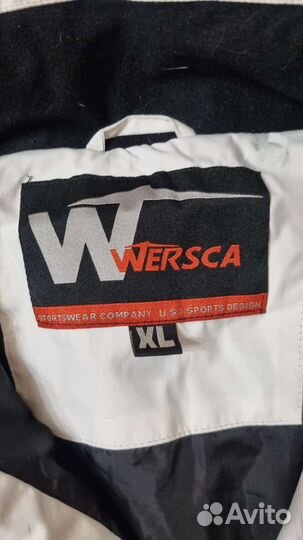 W WERSCA
SPORTSWEAR COMPANY U.S.A SPORTS DESIGN
XL
Avito